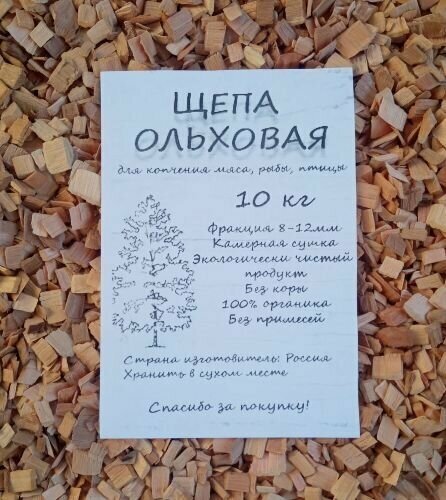 ЩЕПА
ОЛЬХОВАЯ
для копчения мяса, рыбы, птицы
10 кг
Фракция 8-12мм
Камерная сушка
Экологически чистый
продукт
Без коры
100% органика
Без примесей
Страна изготовитель: Россия
Хранить в сухом месте
Спасибо за покупку!